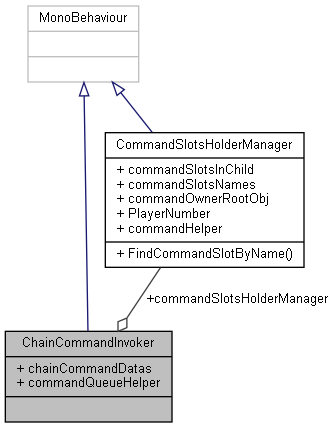 MonoBehaviour
CommandSlotsHolderManager
+ commandSlotsInChild
+ commandSlotsNames
+ commandOwnerRootObj
+ PlayerNumber
+ commandHelper
+ FindCommandSlotByName()
+commandSlotsHolderManager
ChainCommandInvoker
+ chainCommandDatas
+ commandQueueHelper